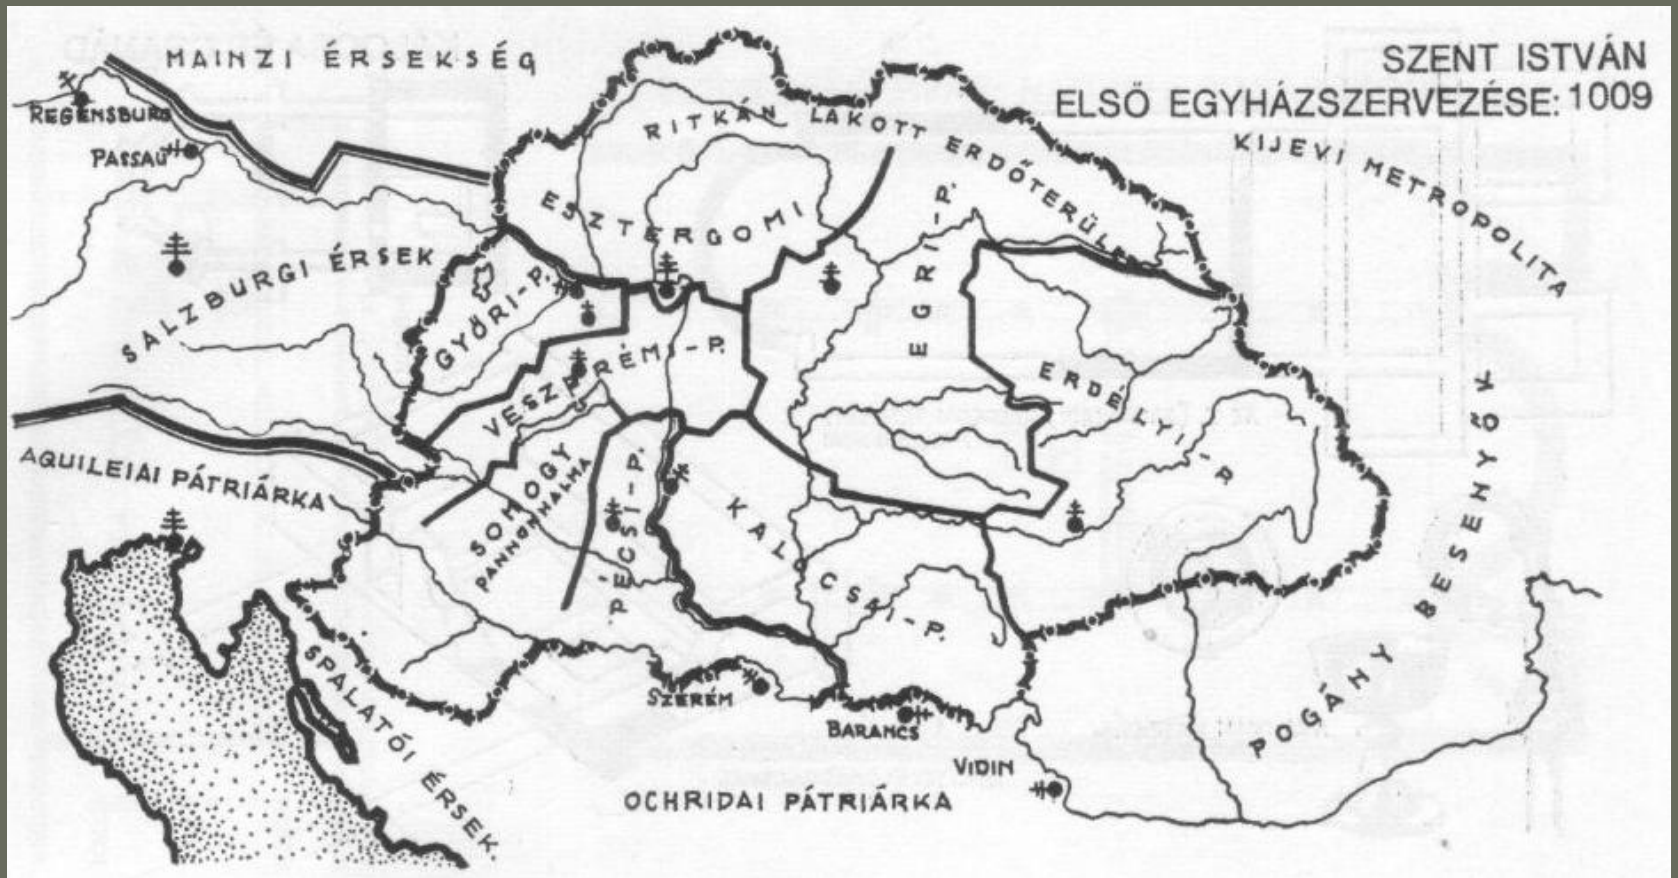 SZENT ISTVÁN
ELSŐ EGYHÁZSZERVEZÉSE: 1009
MAINZI ÉRSEKSÉG
REGENSBURG
PASSAU
KIJEVI METROPOLITA
RITKÁN LAKOTT ERDŐTERÜLET
ESZTERGOMI
SALZBURGI ÉRSEK
GYŐRI-P.
EGRI-P.
VESZPRÉMI-P.
ERDÉLYI-P.
AQUILEIAI PÁTRIÁRKA
SOMOGY
PANNONHALMA
PÉCSI-P.
KALOCSAI-P.
POGÁNY BESENYŐK
SPALATÓI ÉRSEK
SZERÉM
BARANCS
VIDIN
OCHRIDAI PÁTRIÁRKA